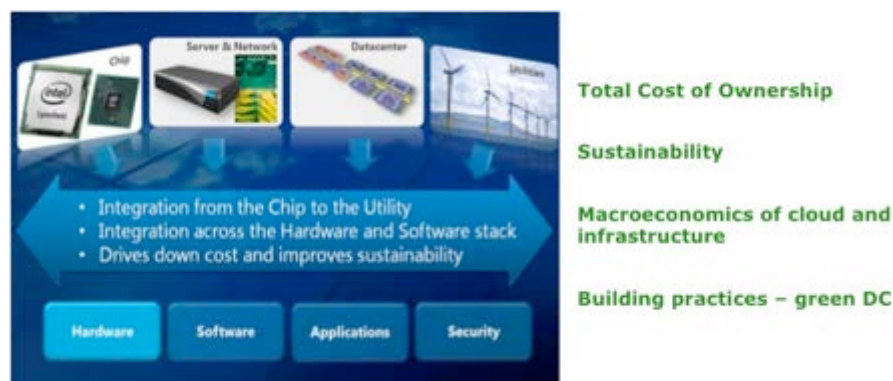 Chip
Server & Network
Datacenter
Utilities
intel
Total Cost of Ownership
Sustainability
Macroeconomics of cloud and
infrastructure
Building practices – green DC
• Integration from the Chip to the Utility
• Integration across the Hardware and Software stack
• Drives down cost and improves sustainability
Hardware
Software
Applications
Security